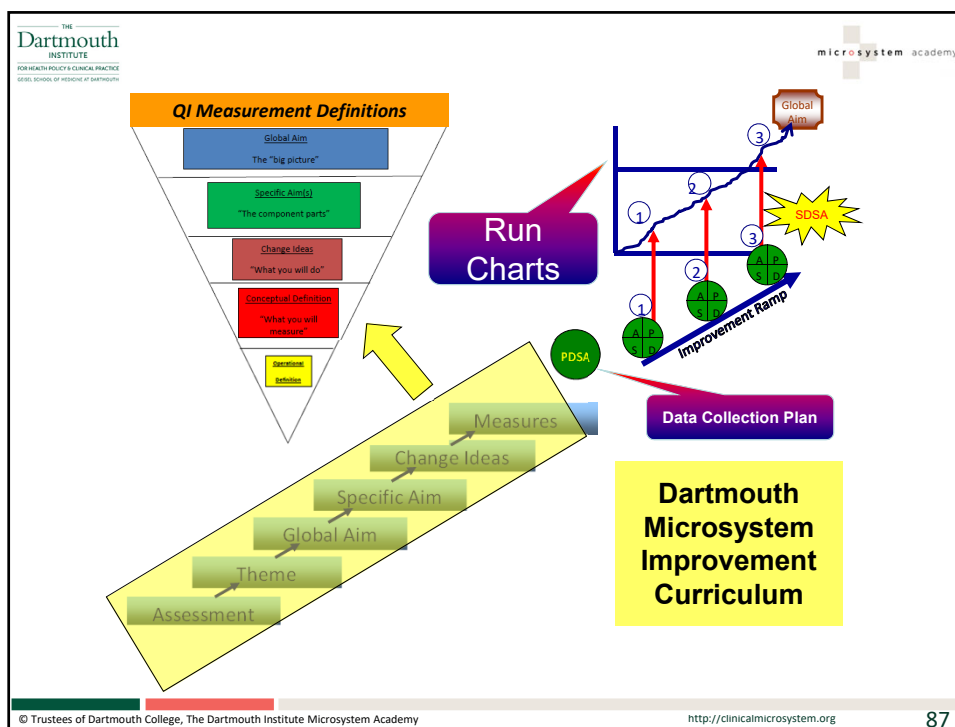 THE
Dartmouth
INSTITUTE
FOR HEALTH POLICY & CLINICAL PRACTICE
GEISEL SCHOOL OF MEDICINE AT DARTMOUTH
microsystem academy
QI Measurement Definitions
Global Aim
The "big picture"
Specific Aim(s)
"The component parts"
Change Ideas
"What you will do"
Conceptual Definition
"What you will
measure"
Operational
Definition
Run
Charts
Global
Aim
3
2
1
SDSA
3
A P
S D
2
A P
S D
1
A P
S D
Improvement Ramp
PDSA
Data Collection Plan
Measures
Change Ideas
Specific Aim
Global Aim
Theme
Assessment
Dartmouth
Microsystem
Improvement
Curriculum
© Trustees of Dartmouth College, The Dartmouth Institute Microsystem Academy
http://clinicalmicrosystem.org
87